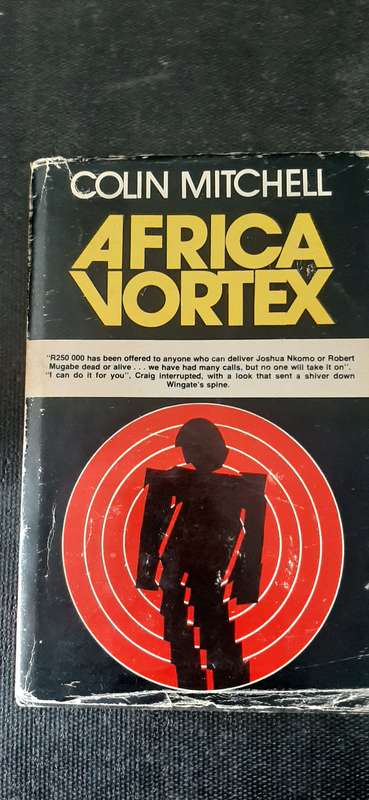 COLIN MITCHELL
AFRICA
VORTEX
"R250 000 has been offered to anyone who can deliver Joshua Nkomo or Robert
Mugabe dead or alive . . . we have had many calls, but no one will take it on".
"I can do it for you", Craig interrupted, with a look that sent a shiver down
Wingate's spine.